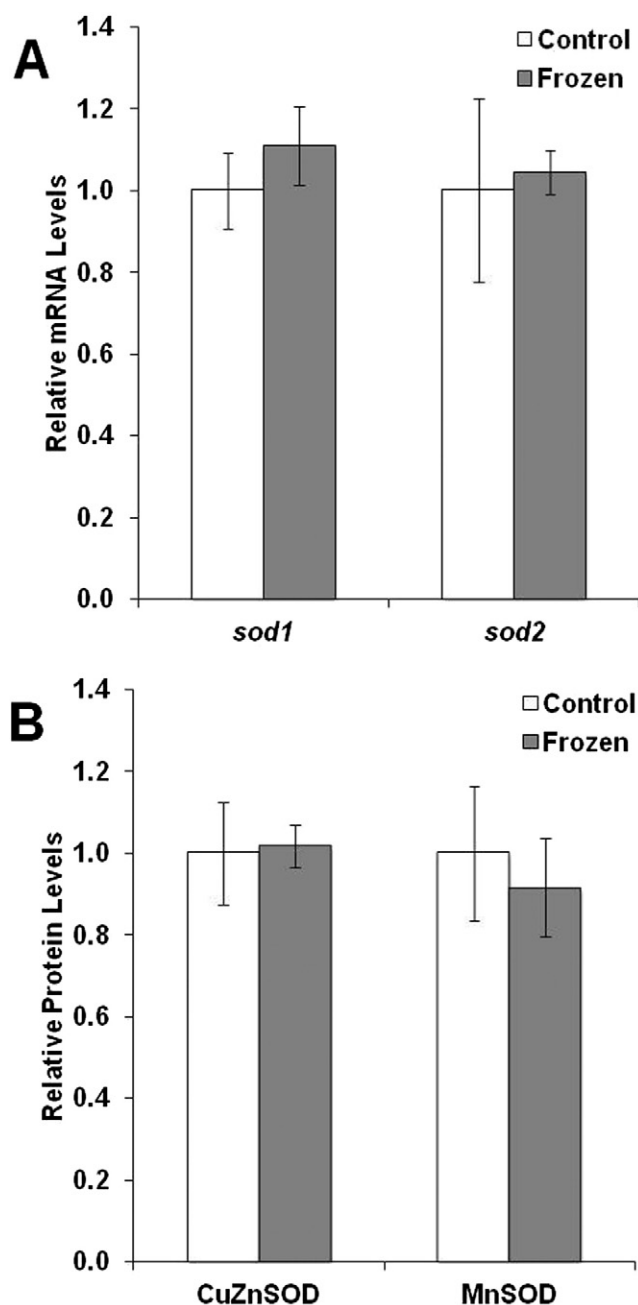 A
Relative mRNA Levels
1.4
1.2
1.0
0.8
0.6
0.4
0.2
0.0
Control
Frozen
sod1 sod2
B
Relative Protein Levels
1.4
1.2
1.0
0.8
0.6
0.4
0.2
0.0
Control
Frozen
CuZnSOD MnSOD